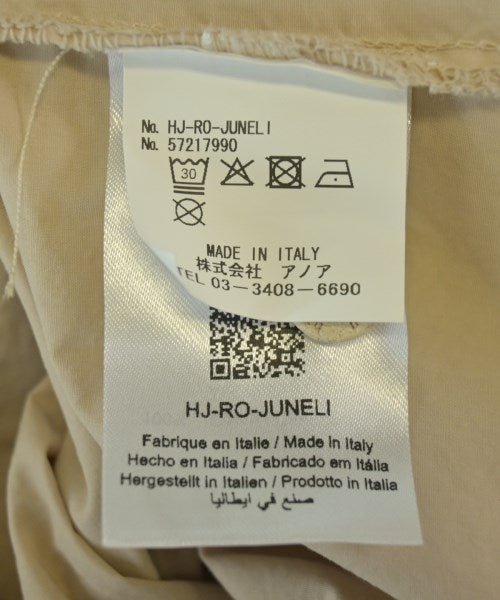 No. HJ-RO-JUNELI
No. 57217990
30
MADE IN ITALY
株式会社 アノア
TEL 03-3408-6690
HJ-RO-JUNELI
Fabrique en Italie / Made in Italy
Hecho en Italia / Fabricado em Itália
Hergestellt in Italien / Prodotto in Italia
صنع في ايطاليا